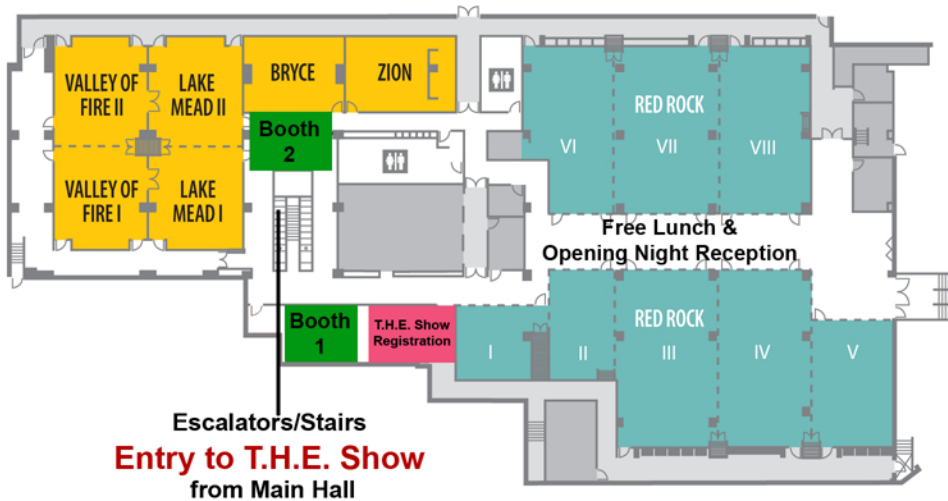 VALLEY OF
FIRE II
LAKE
MEAD II
BRYCE
ZION
Booth
2
VALLEY OF
FIRE I
LAKE
MEAD I
RED ROCK
VI
VII
VIII
Free Lunch &
Opening Night Reception
RED ROCK
I
II
III
IV
V
Booth
1
T.H.E. Show
Registration
Escalators/Stairs
Entry to T.H.E. Show
from Main Hall